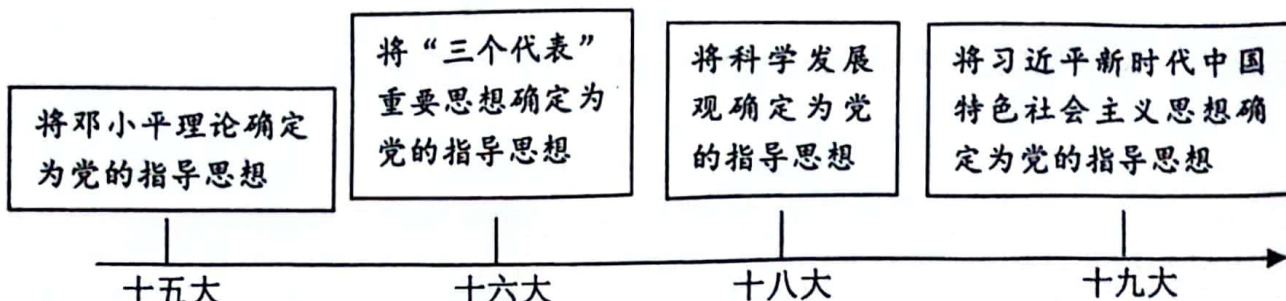 将邓小平理论确定
为党的指导思想
将“三个代表”
重要思想确定为
党的指导思想
将科学发展
观确定为党
的指导思想
将习近平新时代中国
特色社会主义思想确
定为党的指导思想
十五大
十六大
十八大
十九大